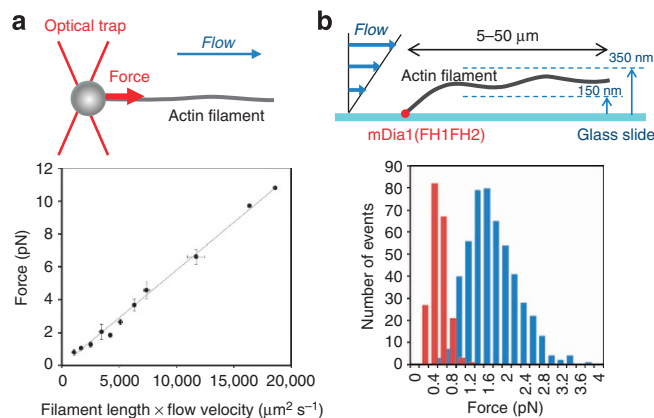 a
Optical trap
Flow
Force
Actin filament
12
10
8
6
4
2
0
Force (pN)
0
5,000
10,000
15,000
20,000
Filament length × flow velocity (µm² s⁻¹)
b
Flow
5–50 µm
350 nm
Actin filament
150 nm
mDia1(FH1FH2)
Glass slide
90
80
70
60
50
40
30
20
10
0
Number of events
0
0.4
0.8
1.2
1.6
2
2.4
2.8
3.2
3.6
4
Force (pN)